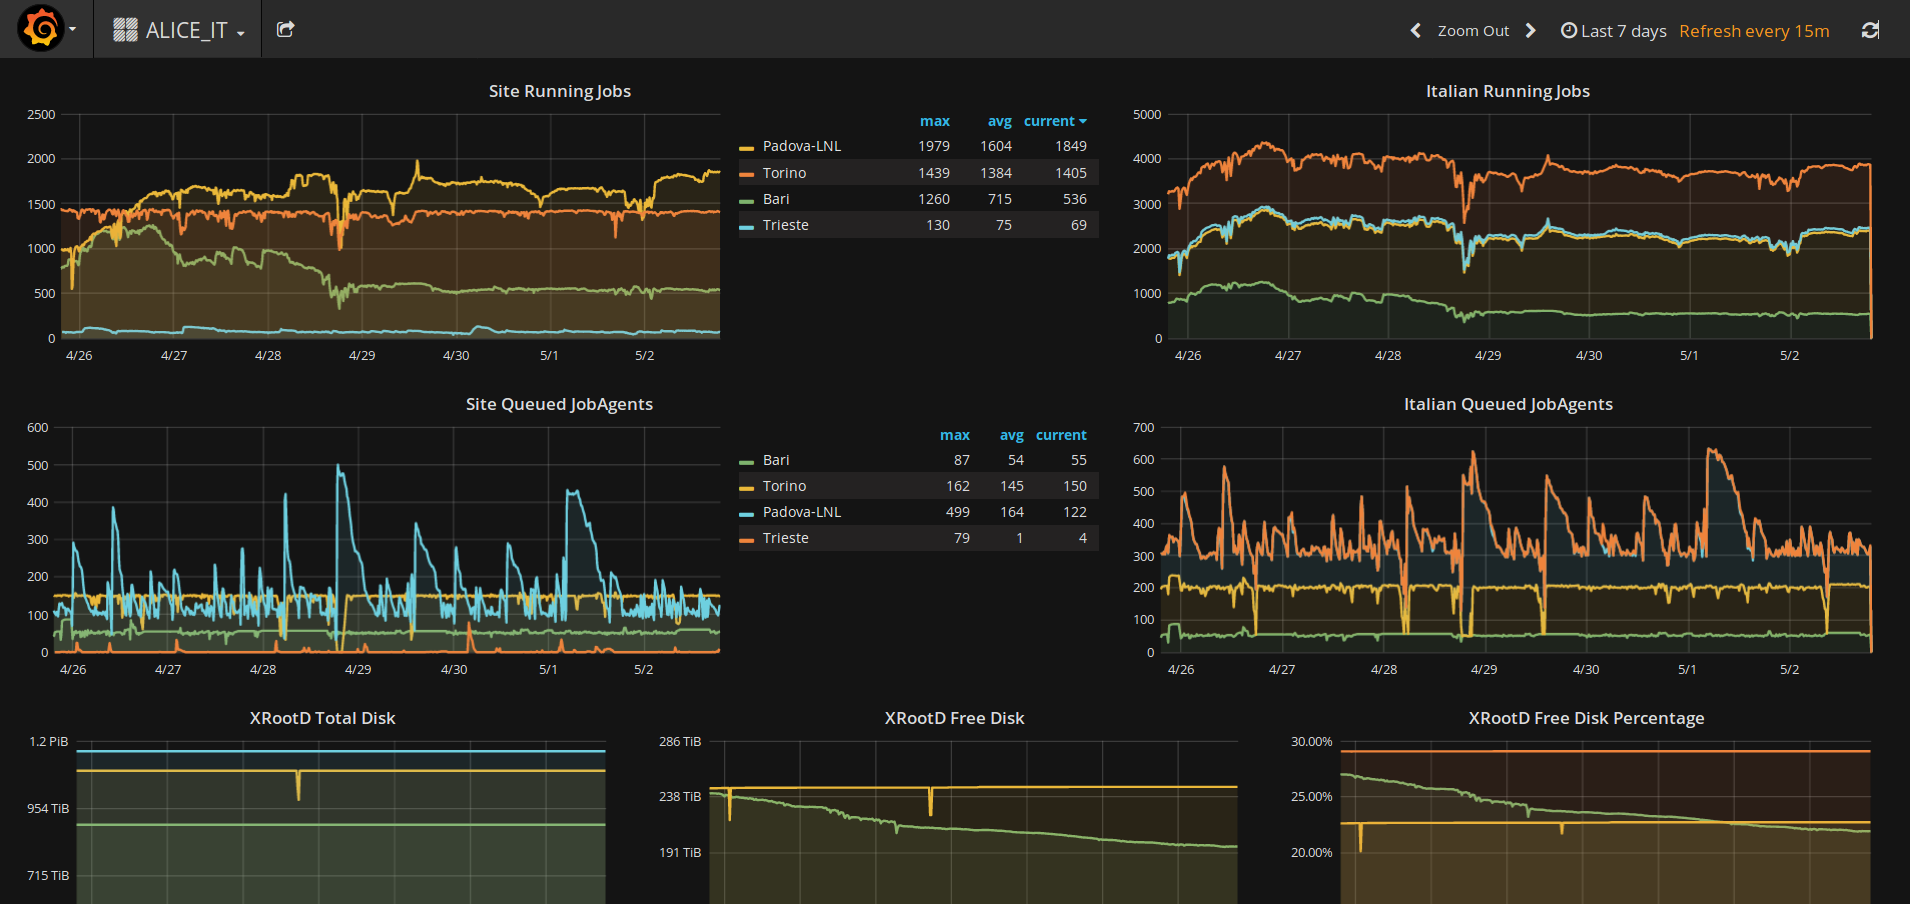 ALICE_IT
Zoom Out
Last 7 days
Refresh every 15m
Site Running Jobs
2500
2000
1500
1000
500
0
4/26 4/27 4/28 4/29 4/30 5/1 5/2
max avg current
Padova-LNL 1979 1604 1849
Torino 1439 1384 1405
Bari 1260 715 536
Trieste 130 75 69
Italian Running Jobs
5000
4000
3000
2000
1000
0
4/26 4/27 4/28 4/29 4/30 5/1 5/2
Site Queued JobAgents
600
500
400
300
200
100
0
4/26 4/27 4/28 4/29 4/30 5/1 5/2
max avg current
Bari 87 54 55
Torino 162 145 150
Padova-LNL 499 164 122
Trieste 79 1 4
Italian Queued JobAgents
700
600
500
400
300
200
100
0
4/26 4/27 4/28 4/29 4/30 5/1 5/2
XRootD Total Disk
1.2 PiB
954 TiB
715 TiB
XRootD Free Disk
286 TiB
238 TiB
191 TiB
XRootD Free Disk Percentage
30.00%
25.00%
20.00%